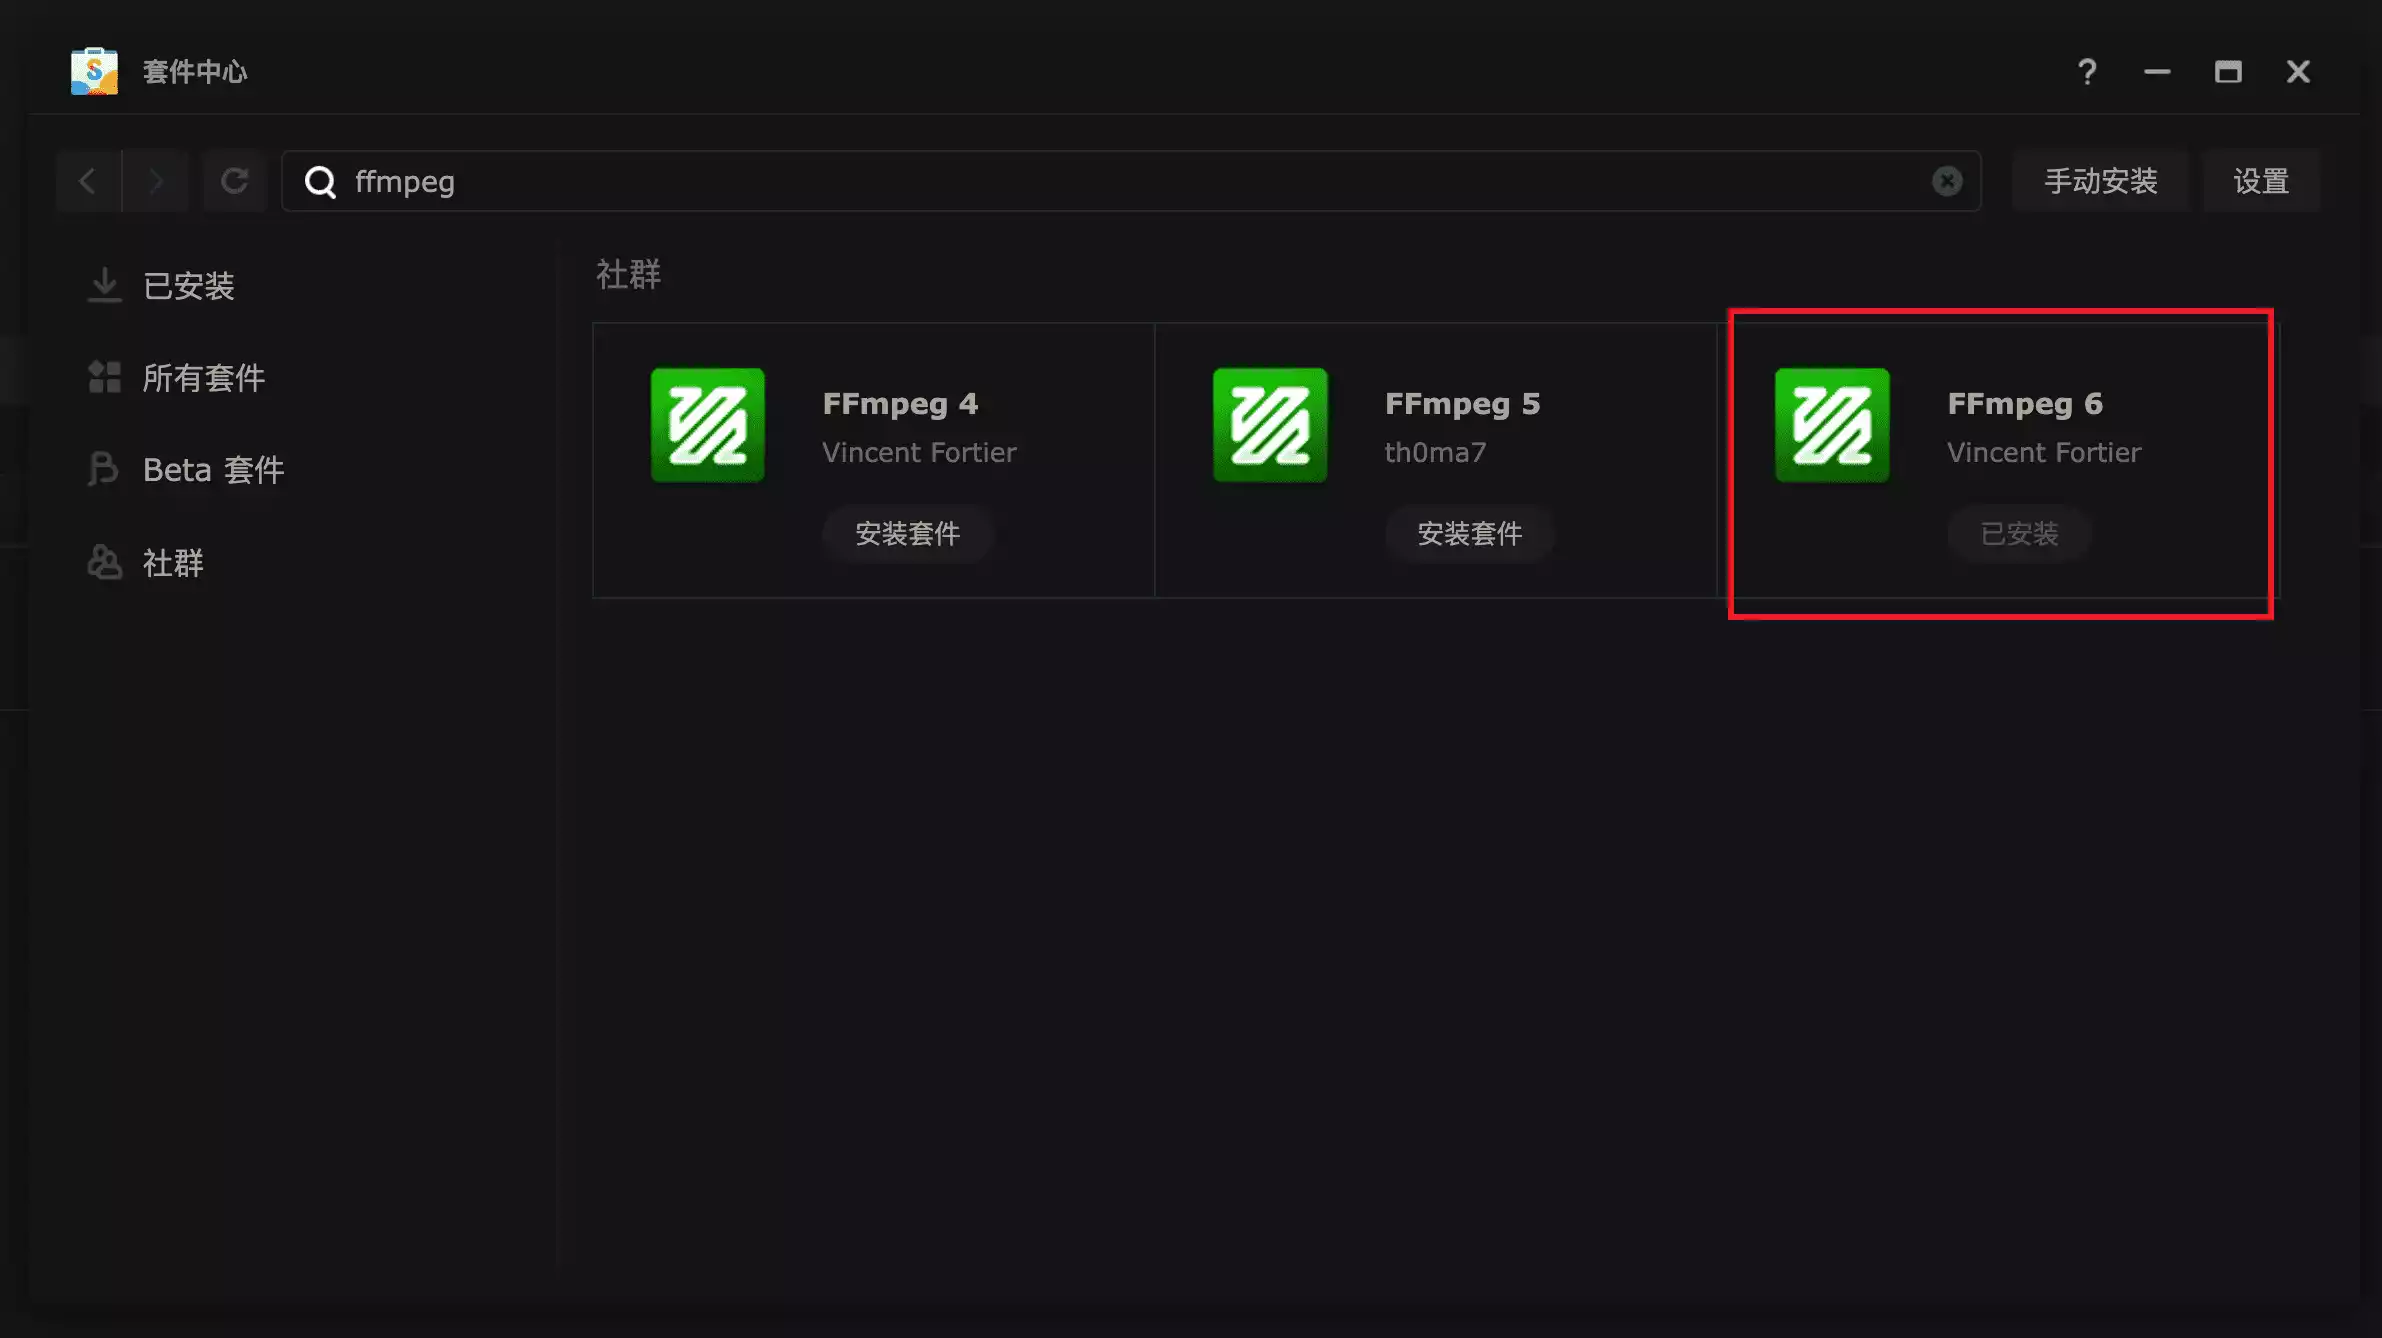 套件中心
ffmpeg
手动安装
设置
已安装
所有套件
Beta 套件
社群
社群
FFmpeg 4
Vincent Fortier
安装套件
FFmpeg 5
th0ma7
安装套件
FFmpeg 6
Vincent Fortier
已安装